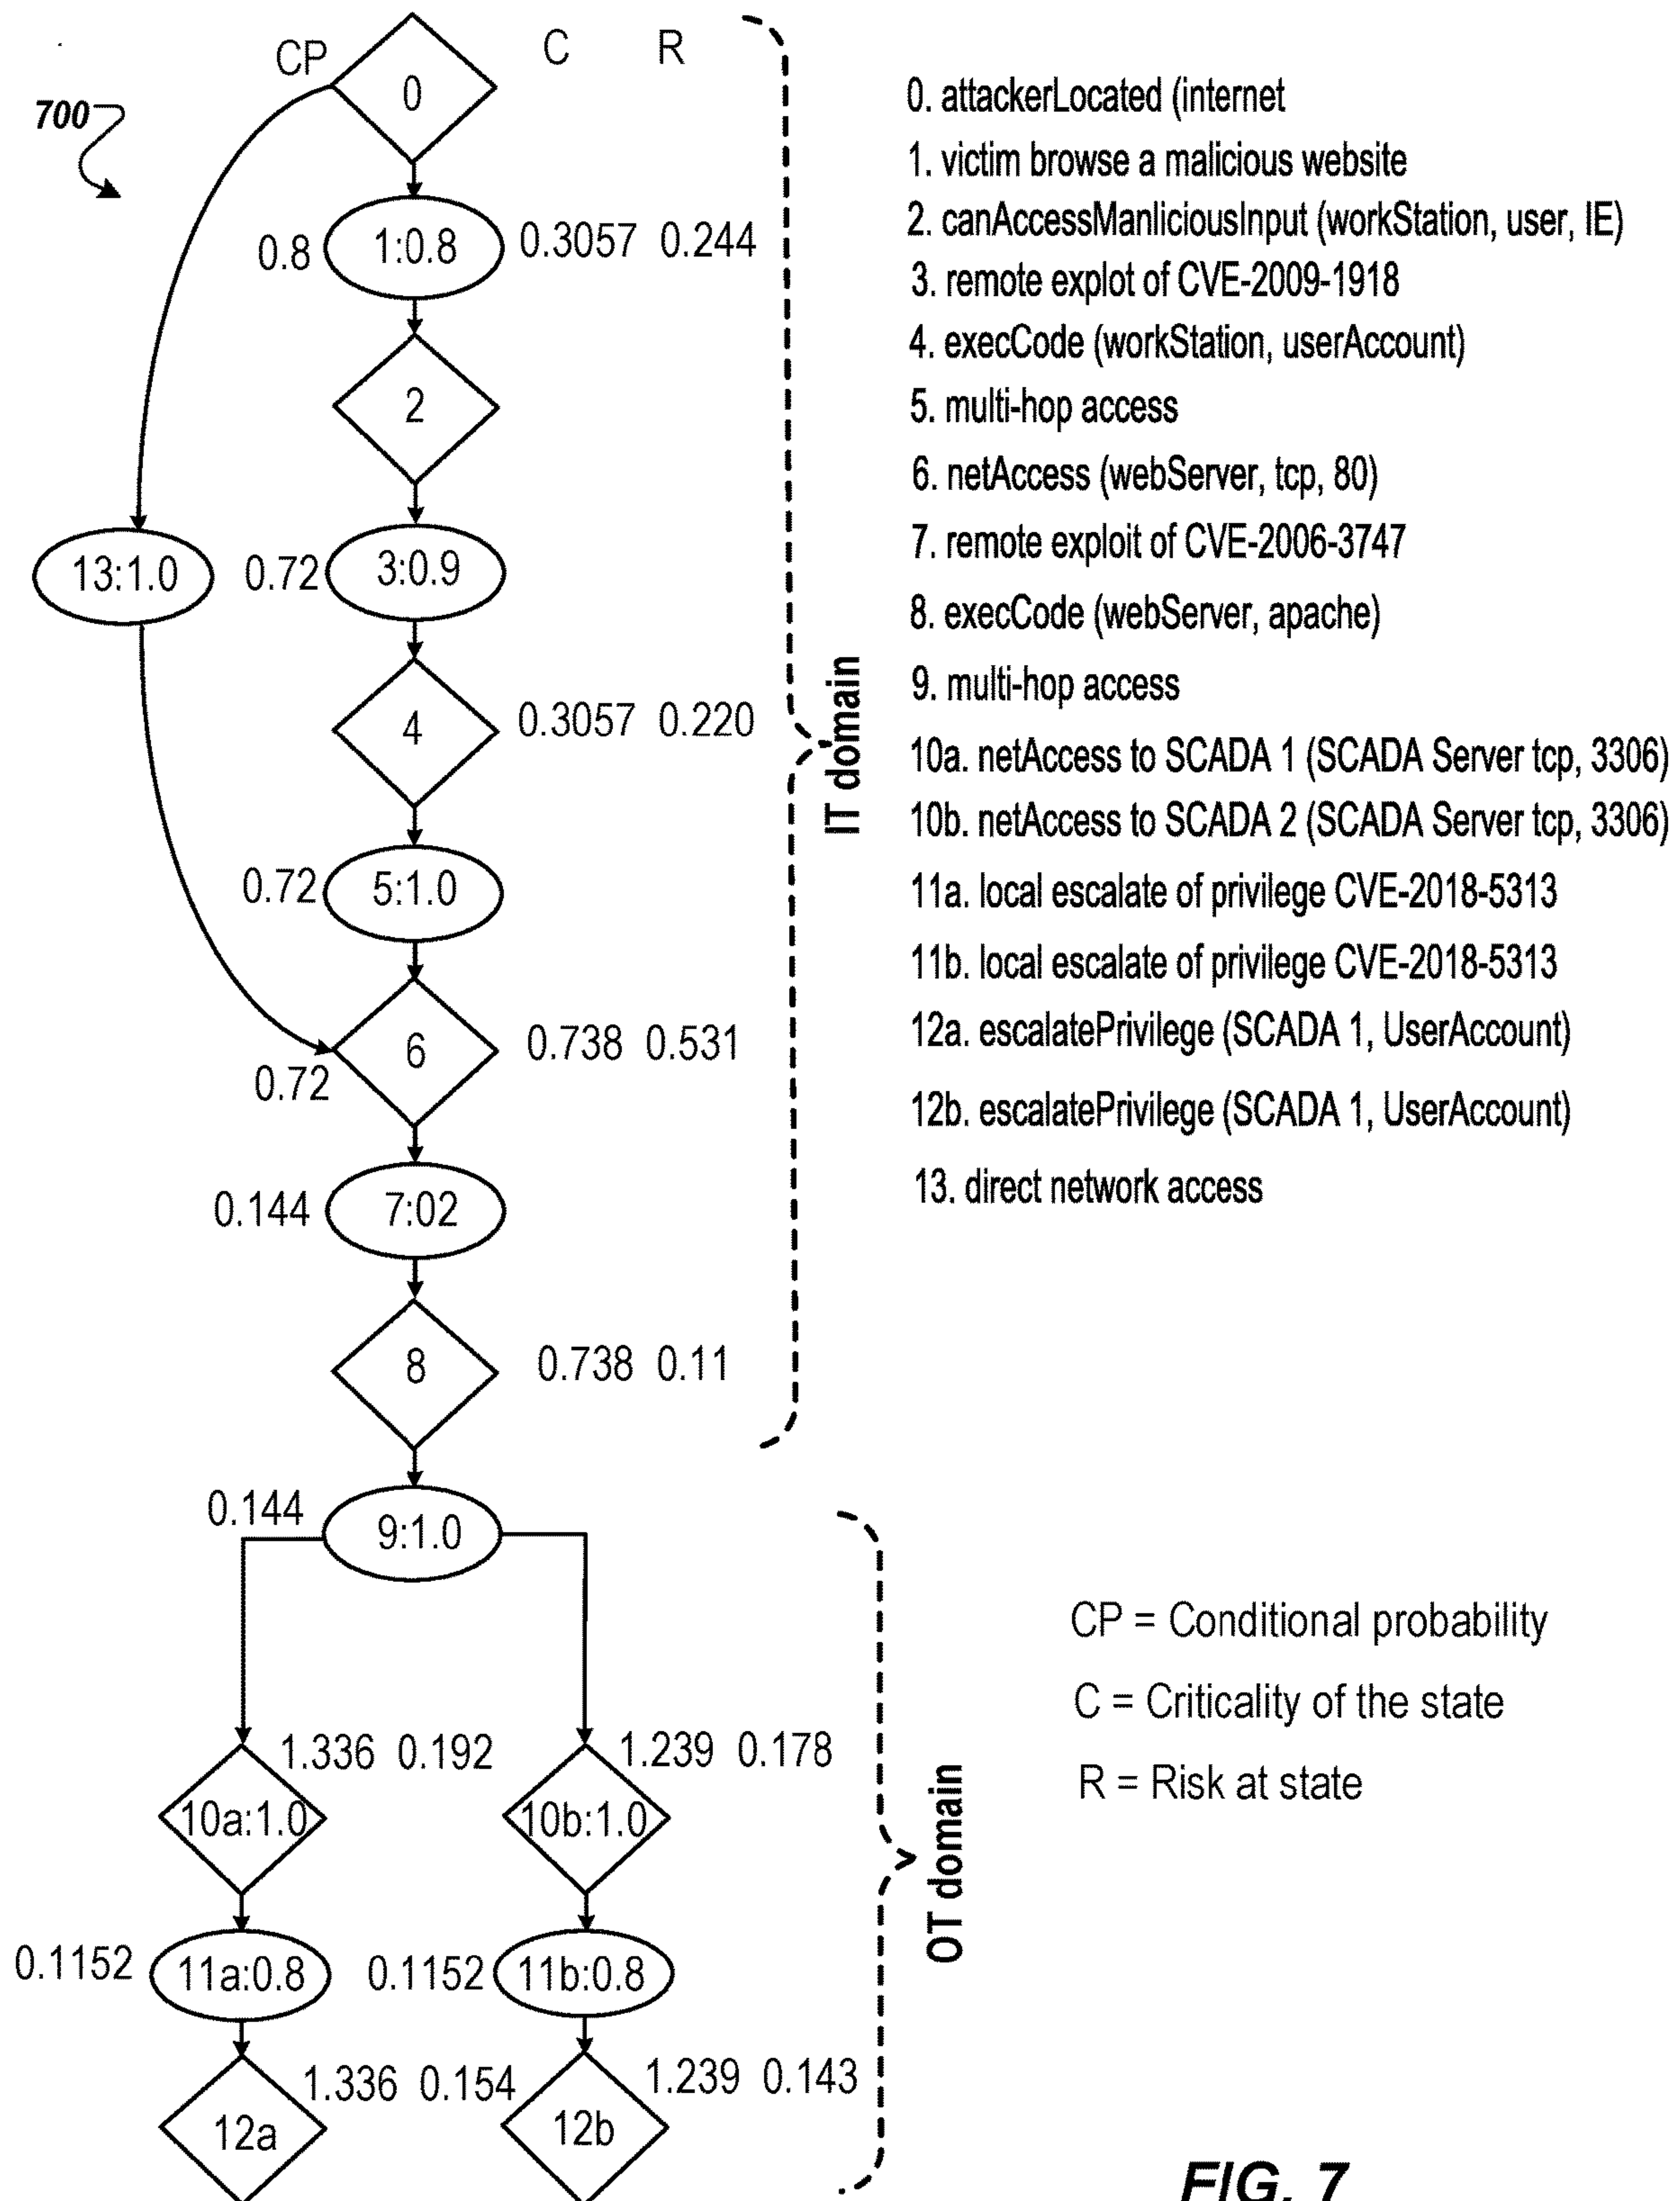 CP
C
R
0
700
1:0.8
0.8
0.3057 0.244
2
13:1.0
0.72
3:0.9
4
0.3057 0.220
0.72
5:1.0
6
0.738 0.531
0.72
0.144
7:02
8
0.738 0.11
IT domain
0.144
9:1.0
1.336 0.192
1.239 0.178
10a:1.0
10b:1.0
0.1152
11a:0.8
0.1152
11b:0.8
1.336 0.154
1.239 0.143
12a
12b
OT domain
0. attackerLocated (internet
1. victim browse a malicious website
2. canAccessManliciousInput (workStation, user, IE)
3. remote explot of CVE-2009-1918
4. execCode (workStation, userAccount)
5. multi-hop access
6. netAccess (webServer, tcp, 80)
7. remote exploit of CVE-2006-3747
8. execCode (webServer, apache)
9. multi-hop access
10a. netAccess to SCADA 1 (SCADA Server tcp, 3306)
10b. netAccess to SCADA 2 (SCADA Server tcp, 3306)
11a. local escalate of privilege CVE-2018-5313
11b. local escalate of privilege CVE-2018-5313
12a. escalatePrivilege (SCADA 1, UserAccount)
12b. escalatePrivilege (SCADA 1, UserAccount)
13. direct network access
CP = Conditional probability
C = Criticality of the state
R = Risk at state
FIG. 7